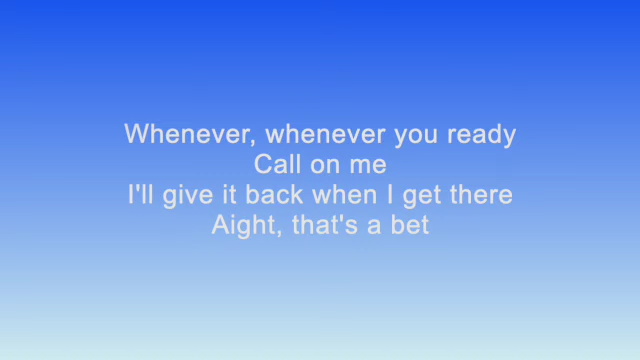 Whenever, whenever you ready
Call on me
I'll give it back when I get there
Aight, that's a bet